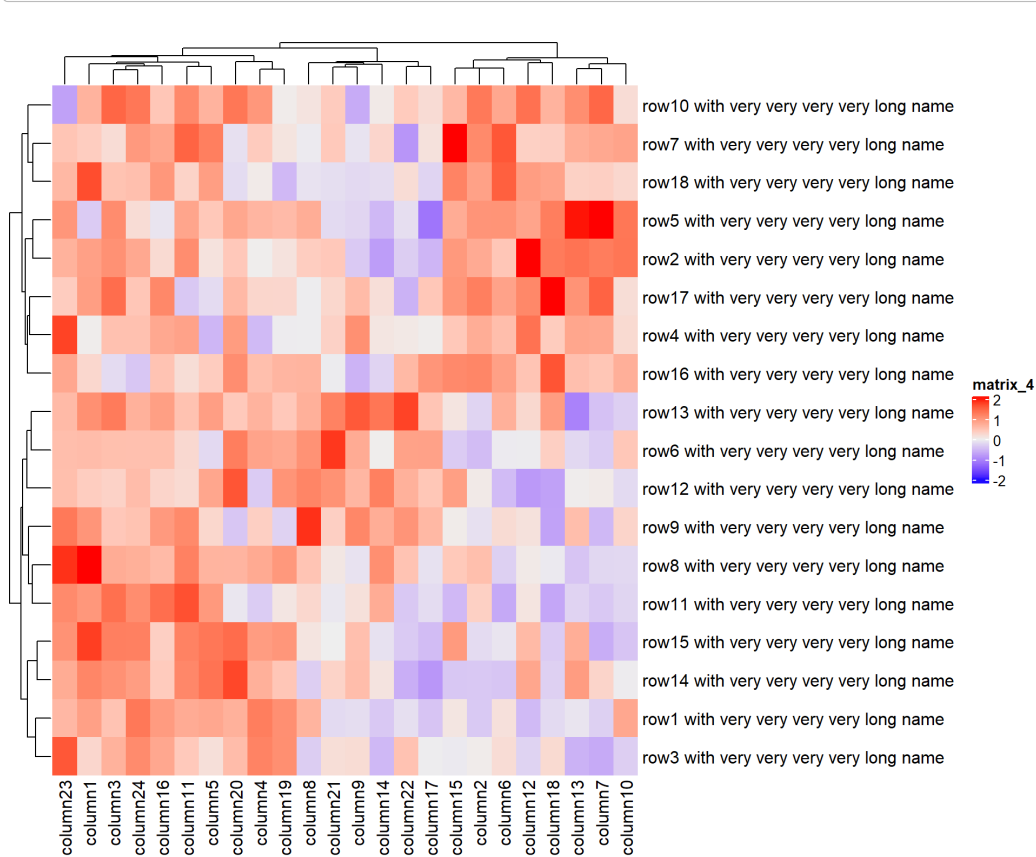 row10 with very very very very long name
row7 with very very very very long name
row18 with very very very very long name
row5 with very very very very long name
row2 with very very very very long name
row17 with very very very very long name
row4 with very very very very long name
row16 with very very very very long name
matrix_4
row13 with very very very very long name
2
1
0
-1
-2
row6 with very very very very long name
row12 with very very very very long name
row9 with very very very very long name
row8 with very very very very long name
row11 with very very very very long name
row15 with very very very very long name
row14 with very very very very long name
row1 with very very very very long name
row3 with very very very very long name
column23
column1
column3
column24
column16
column11
column5
column20
column4
column19
column8
column21
column9
column14
column22
column17
column15
column2
column6
column12
column18
column13
column7
column10